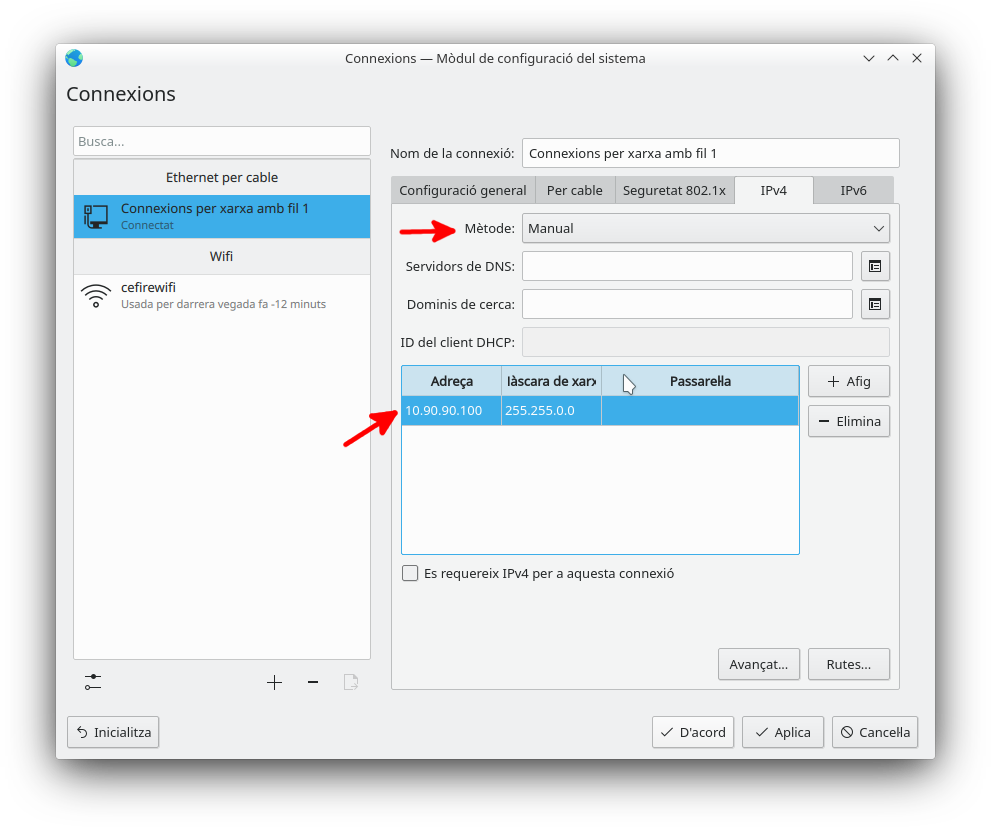 Connexions — Mòdul de configuració del sistema
Connexions
Busca...
Ethernet per cable
Connexions per xarxa amb fil 1
Connectat
Wifi
cefirewifi
Usada per darrera vegada fa -12 minuts
Nom de la connexió: Connexions per xarxa amb fil 1
Configuració general Per cable Seguretat 802.1x IPv4 IPv6
Mètode: Manual
Servidors de DNS:
Dominis de cerca:
ID del client DHCP:
Adreça làscara de xarx Passarel·la
10.90.90.100 255.255.0.0
Afig
Elimina
Es requereix IPv4 per a aquesta connexió
Avançat... Rutes...
Inicialitza D'acord Aplica Cancel·la